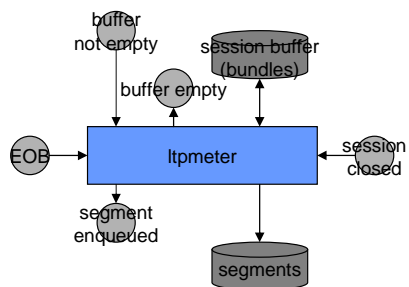 buffer
not empty
session buffer
(bundles)
buffer empty
EOB
ltpmeter
session
closed
segment
enqueued
segments